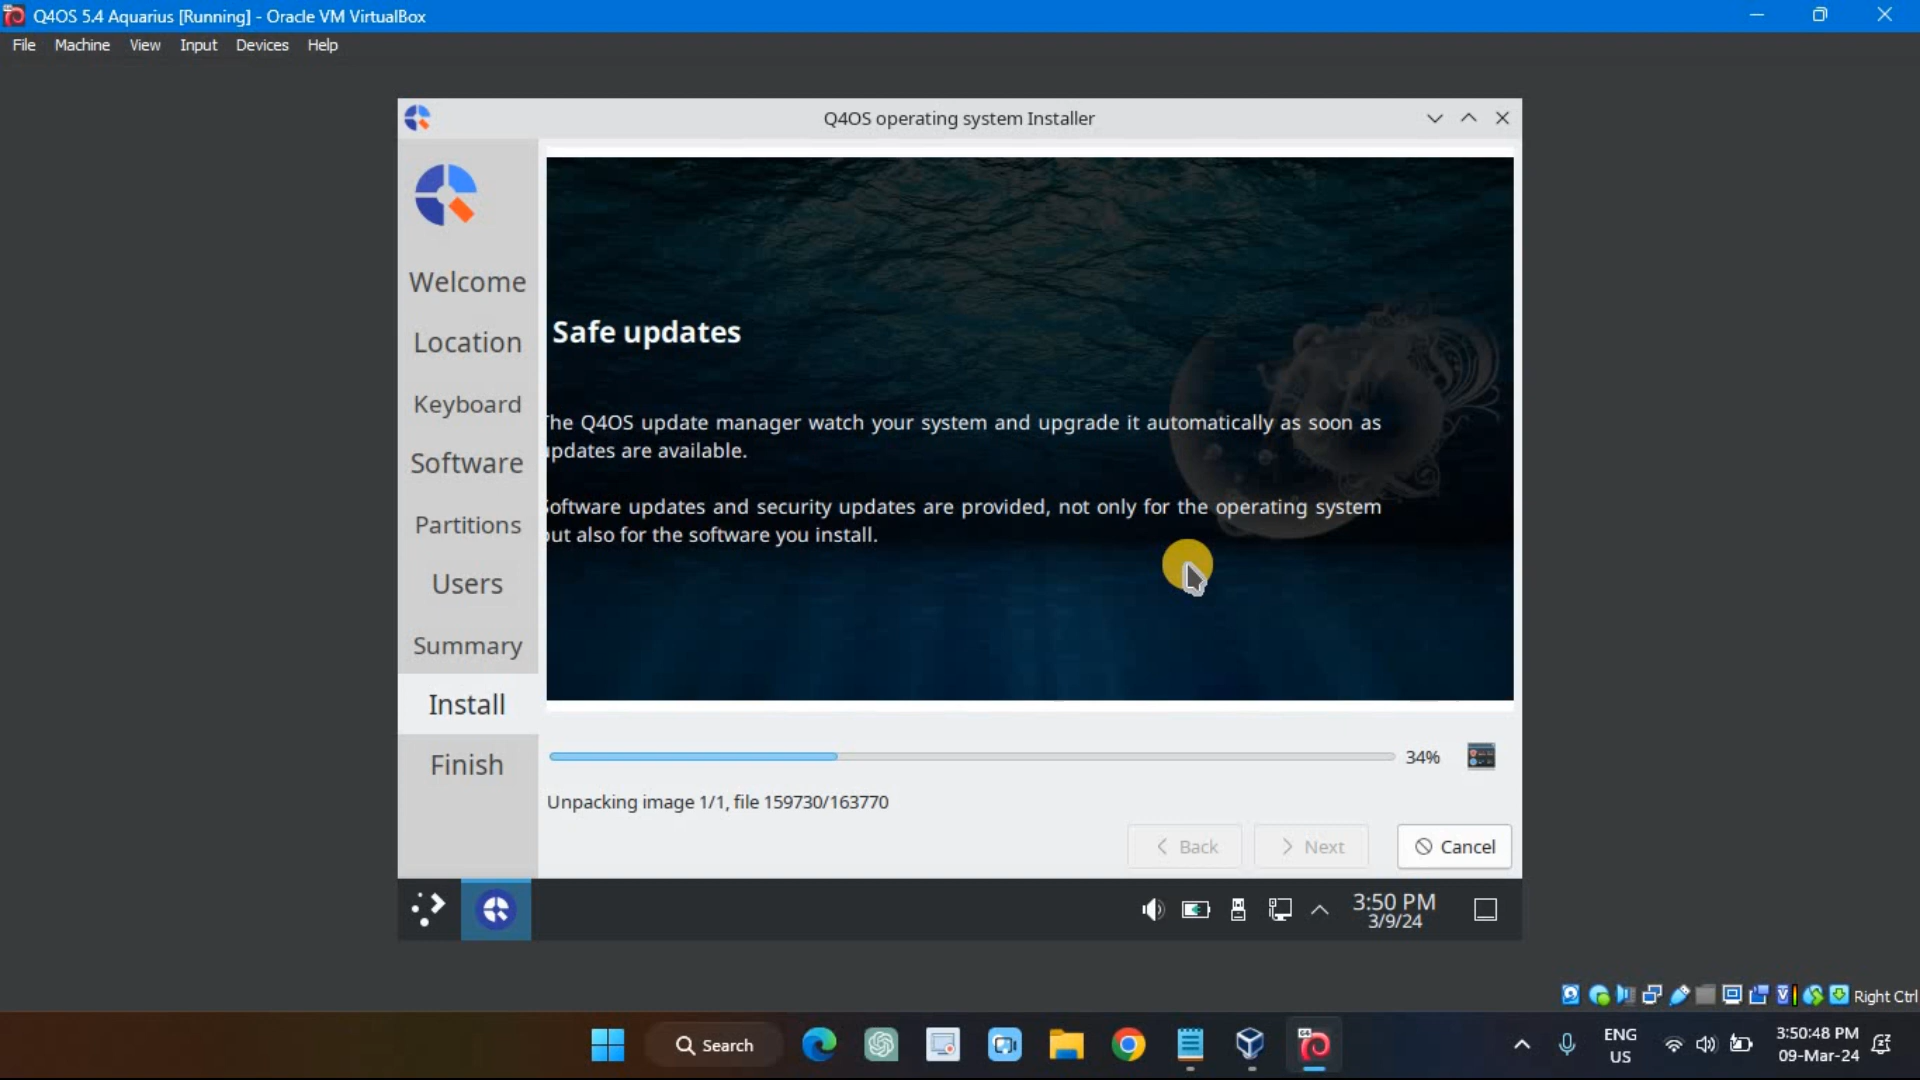 Q4OS 5.4 Aquarius [Running] - Oracle VM VirtualBox
File Machine View Input Devices Help
Q4OS operating system Installer
Welcome
Location
Keyboard
Software
Partitions
Users
Summary
Install
Finish
Safe updates
The Q4OS update manager watch your system and upgrade it automatically as soon as
updates are available.
Software updates and security updates are provided, not only for the operating system
but also for the software you install.
34%
Unpacking image 1/1, file 159730/163770
Back
Next
Cancel
3:50 PM
3/9/24
Right Ctrl
Search
ENG
US
3:50:48 PM
09-Mar-24